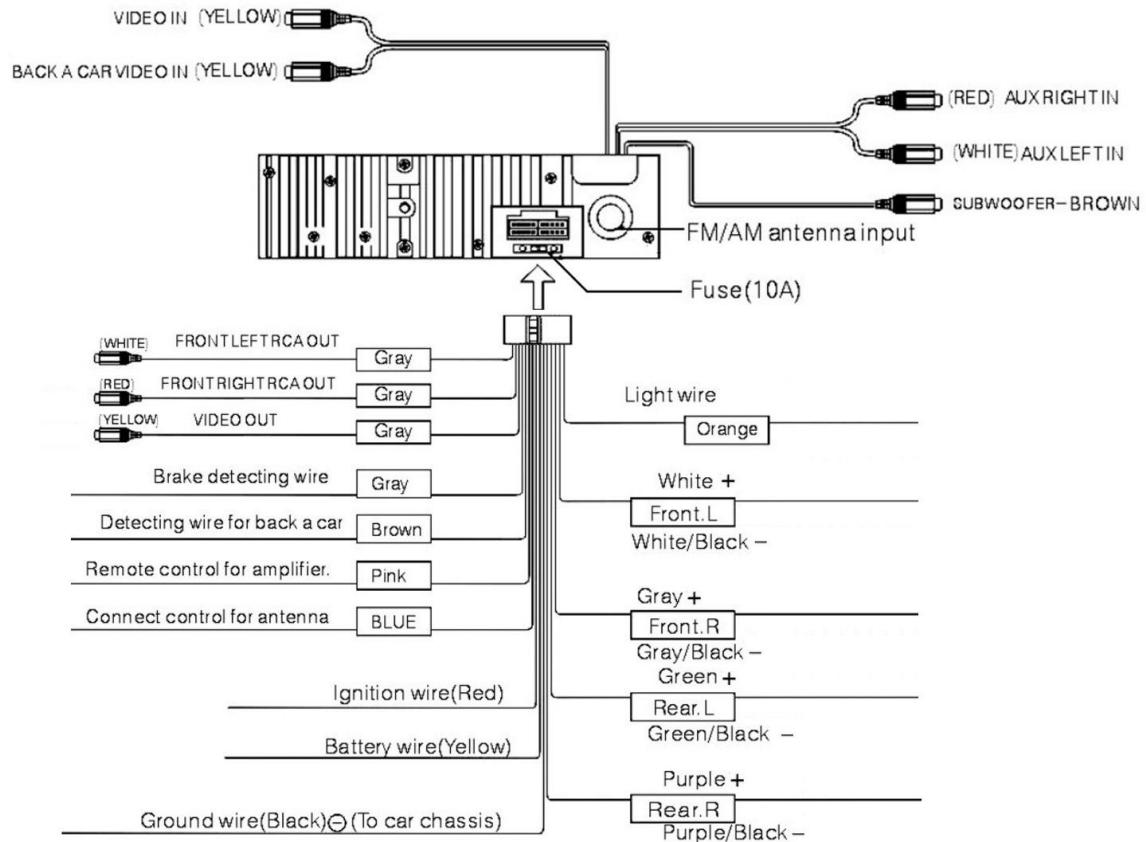 VIDEO IN (YELLOW)
BACK A CAR VIDEO IN (YELLOW)
(RED) AUX RIGHT IN
(WHITE) AUX LEFT IN
SUBWOOFER-BROWN
FM/AM antenna input
Fuse(10A)
(WHITE) FRONT LEFT RCA OUT
Gray
(RED) FRONT RIGHT RCA OUT
Gray
(YELLOW) VIDEO OUT
Gray
Brake detecting wire
Gray
Detecting wire for back a car
Brown
Remote control for amplifier.
Pink
Connect control for antenna
BLUE
Ignition wire(Red)
Battery wire(Yellow)
Ground wire(Black)⊖(To car chassis)
Light wire
Orange
White +
Front.L
White/Black –
Gray +
Front.R
Gray/Black –
Green +
Rear.L
Green/Black –
Purple +
Rear.R
Purple/Black –